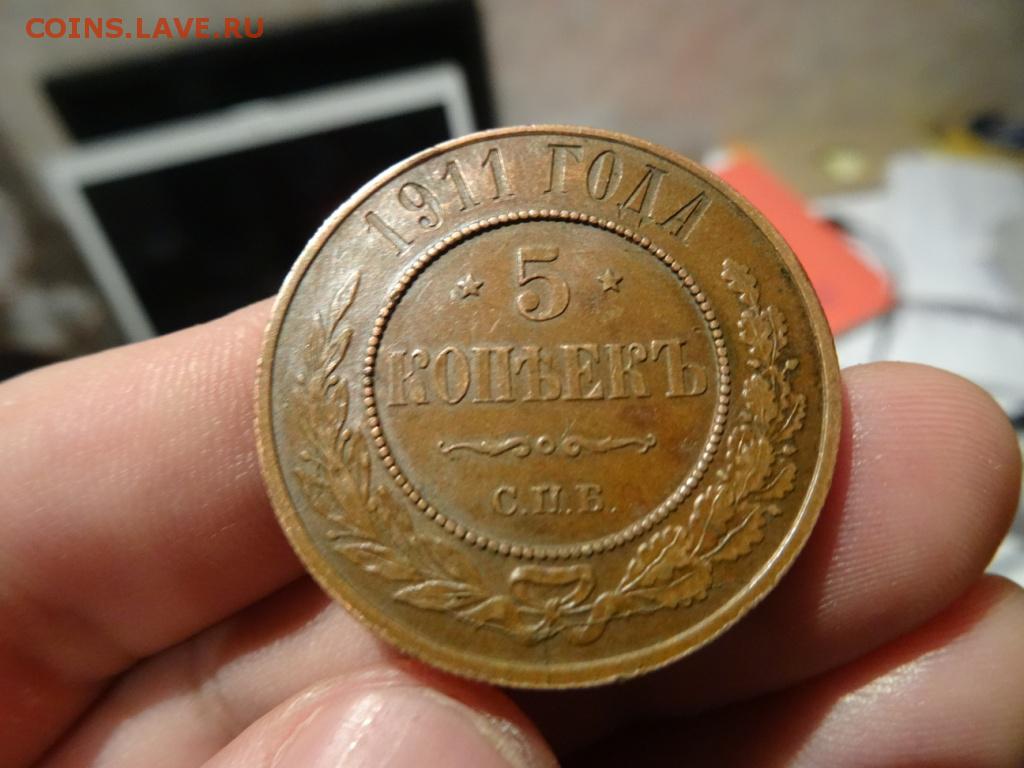 COINS.LAVE.RU
1911 ГОДА
5
КОПѢЕКЪ
С.П.Б.